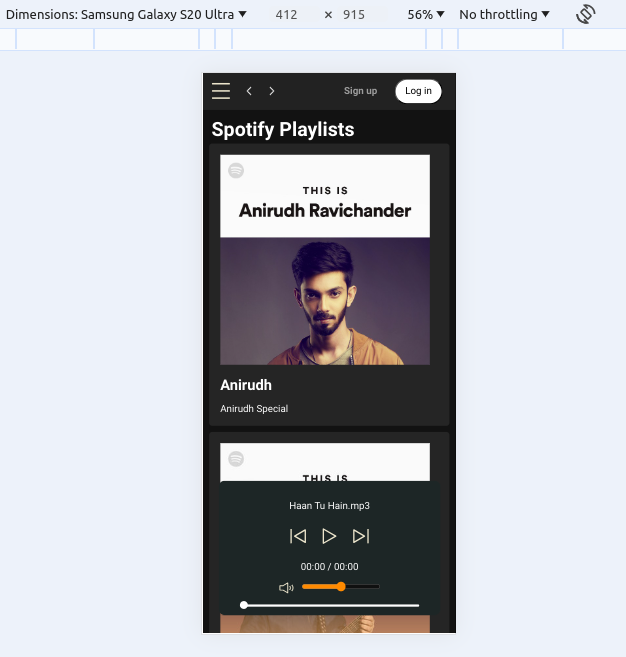 Dimensions: Samsung Galaxy S20 Ultra ▼ 412 × 915 56% ▼ No throttling ▼
Sign up Log in
Spotify Playlists
THIS IS
Anirudh Ravichander
Anirudh
Anirudh Special
THIS IS
Haan Tu Hain.mp3
00:00 / 00:00